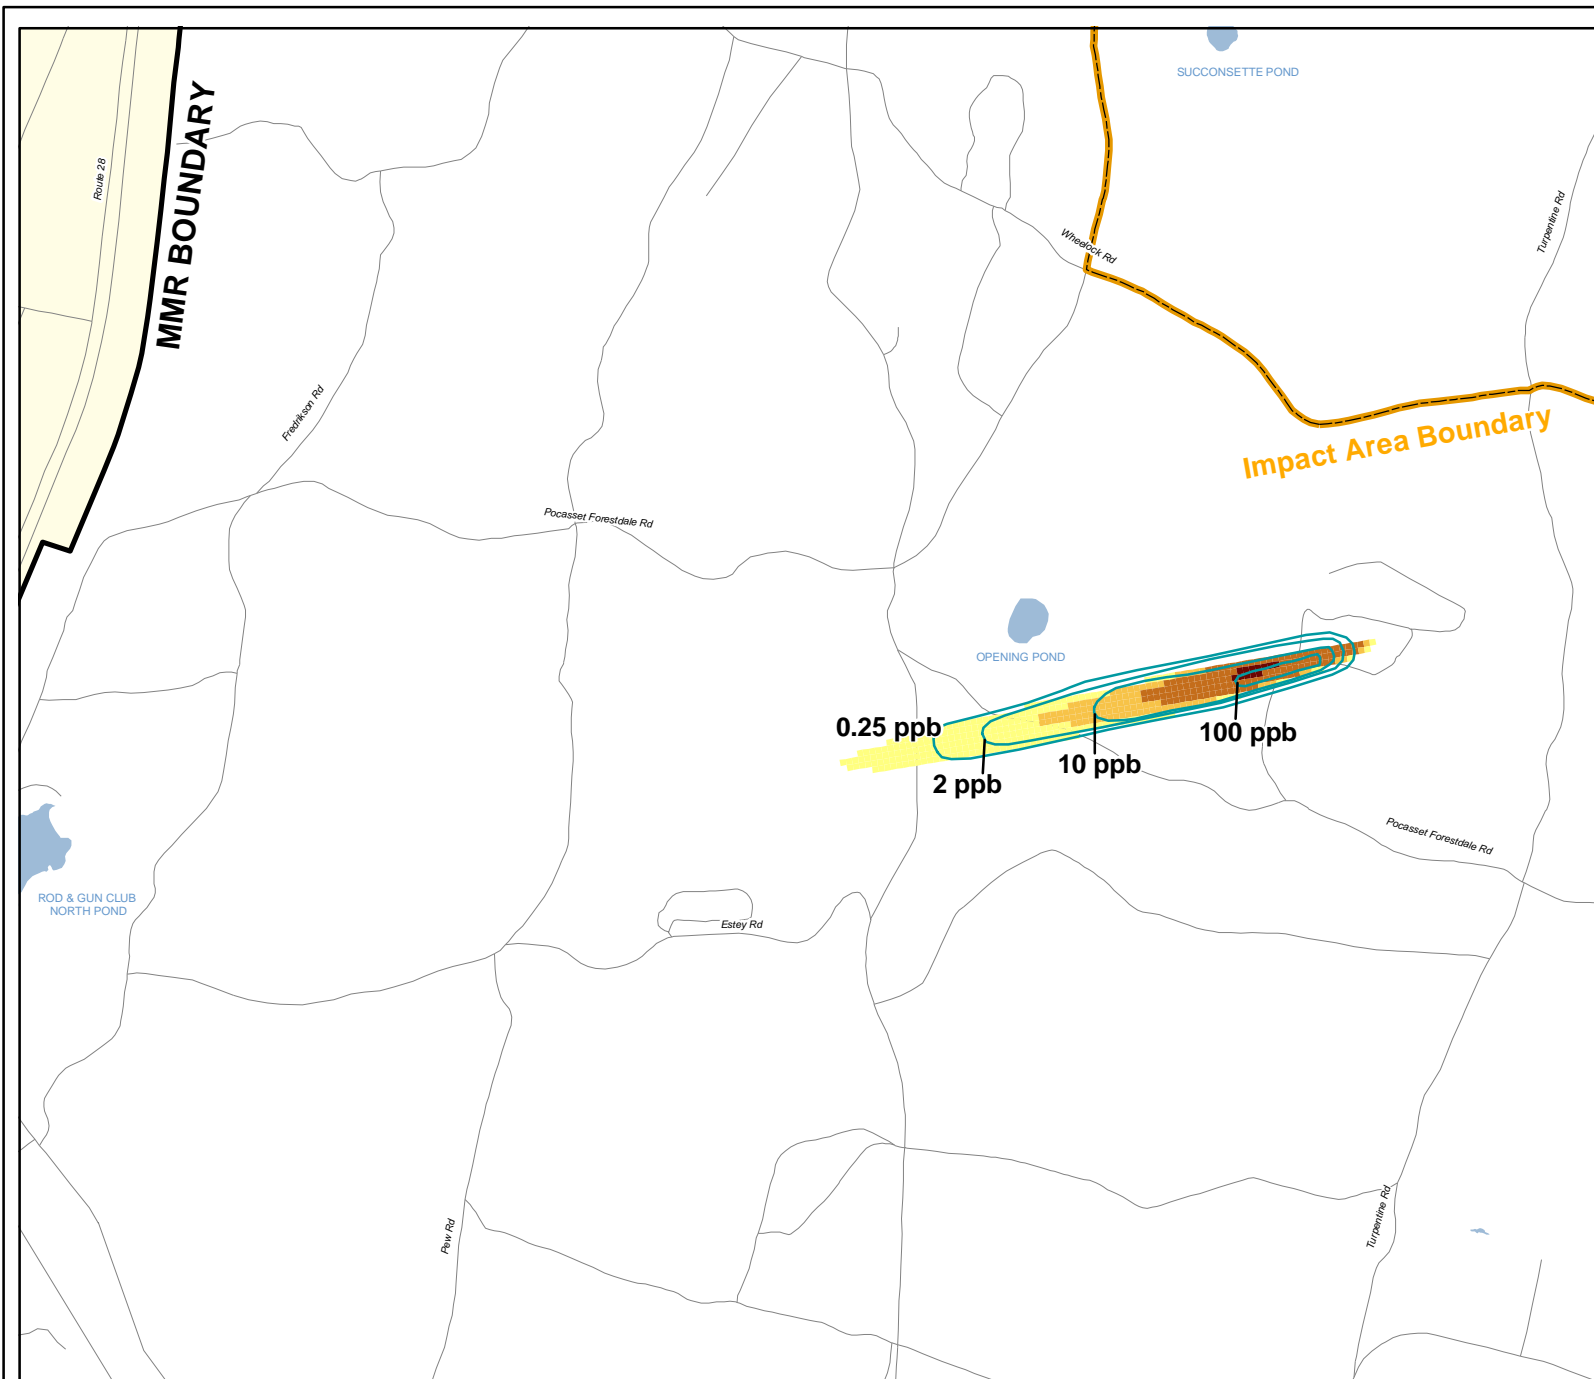 SUCCONSETTE POND
Route 28
MMR BOUNDARY
Turpentine Rd
Wheelock Rd
Fredrikson Rd
Impact Area Boundary
Pocasset Forestdale Rd
OPENING POND
0.25 ppb
100 ppb
10 ppb
2 ppb
Pocasset Forestdale Rd
ROD & GUN CLUB
NORTH POND
Estey Rd
Turpentine Rd
Pew Rd